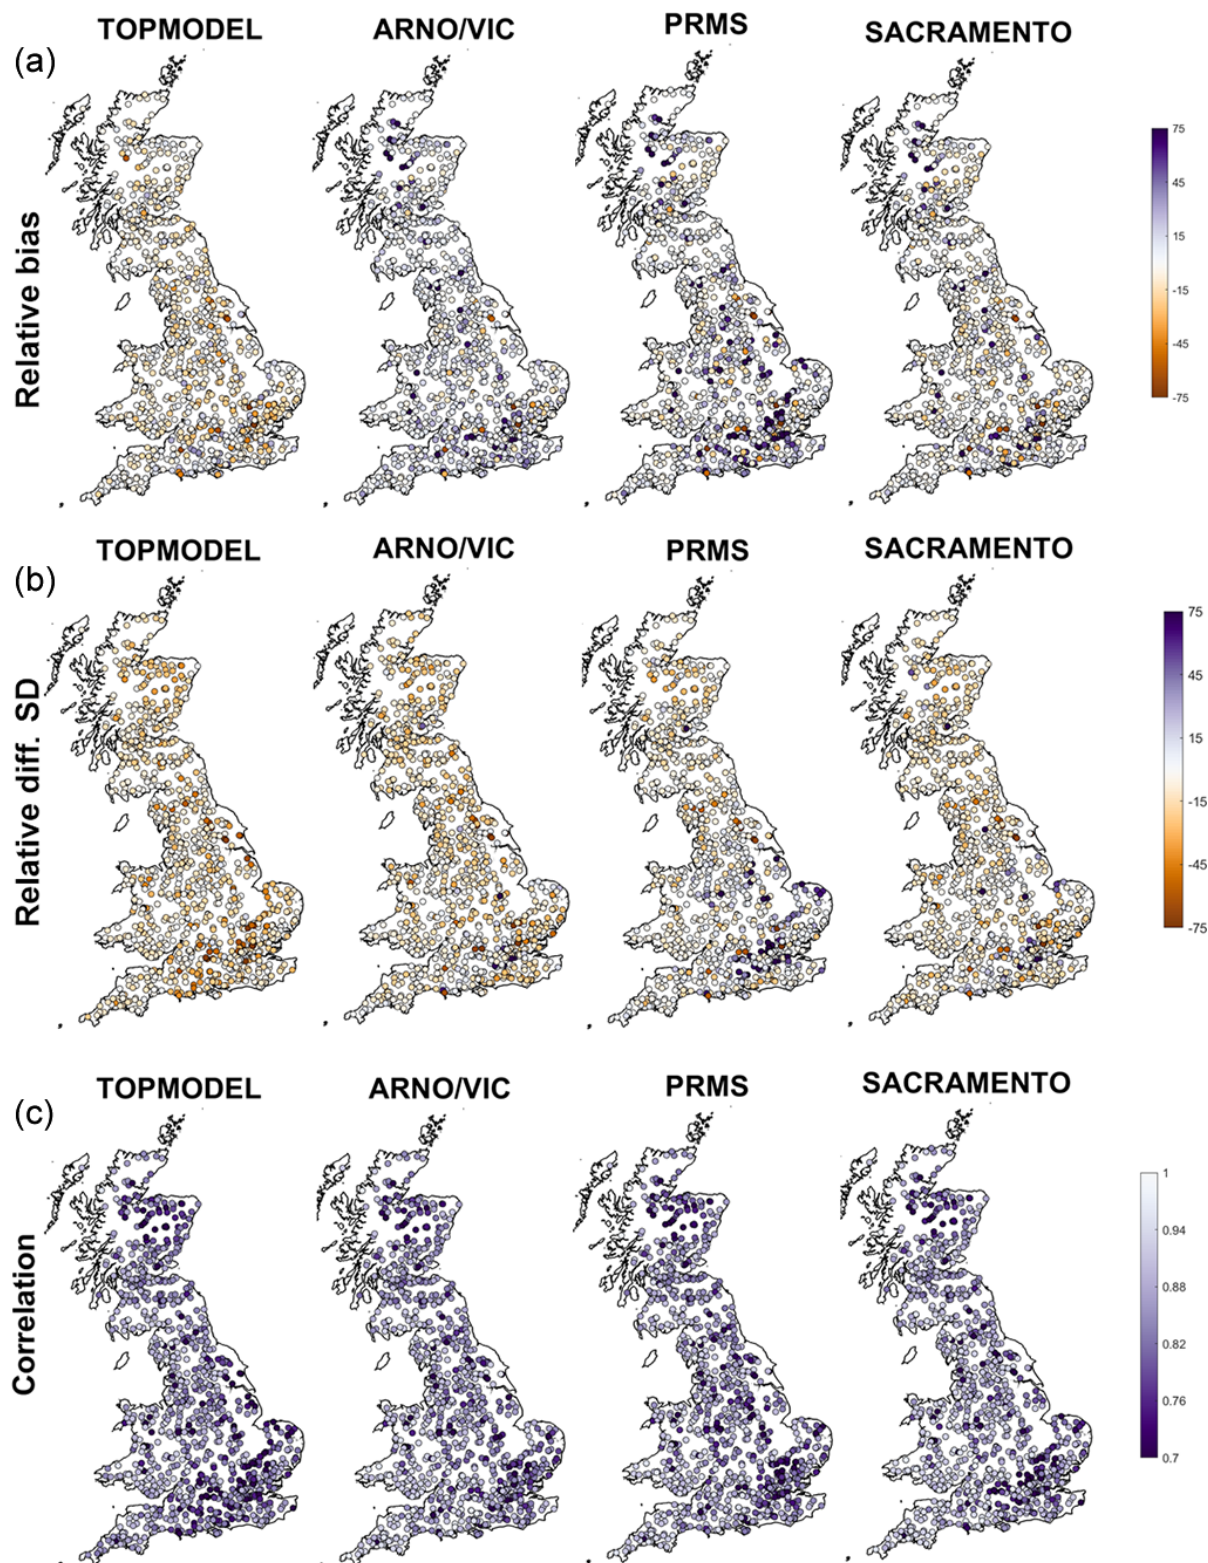 TOPMODEL ARNO/VIC PRMS SACRAMENTO
(a)
Relative bias
75
45
15
-15
-45
-75
TOPMODEL ARNO/VIC PRMS SACRAMENTO
(b)
Relative diff. SD
75
45
15
-15
-45
-75
TOPMODEL ARNO/VIC PRMS SACRAMENTO
(c)
Correlation
1
0.94
0.88
0.82
0.76
0.7